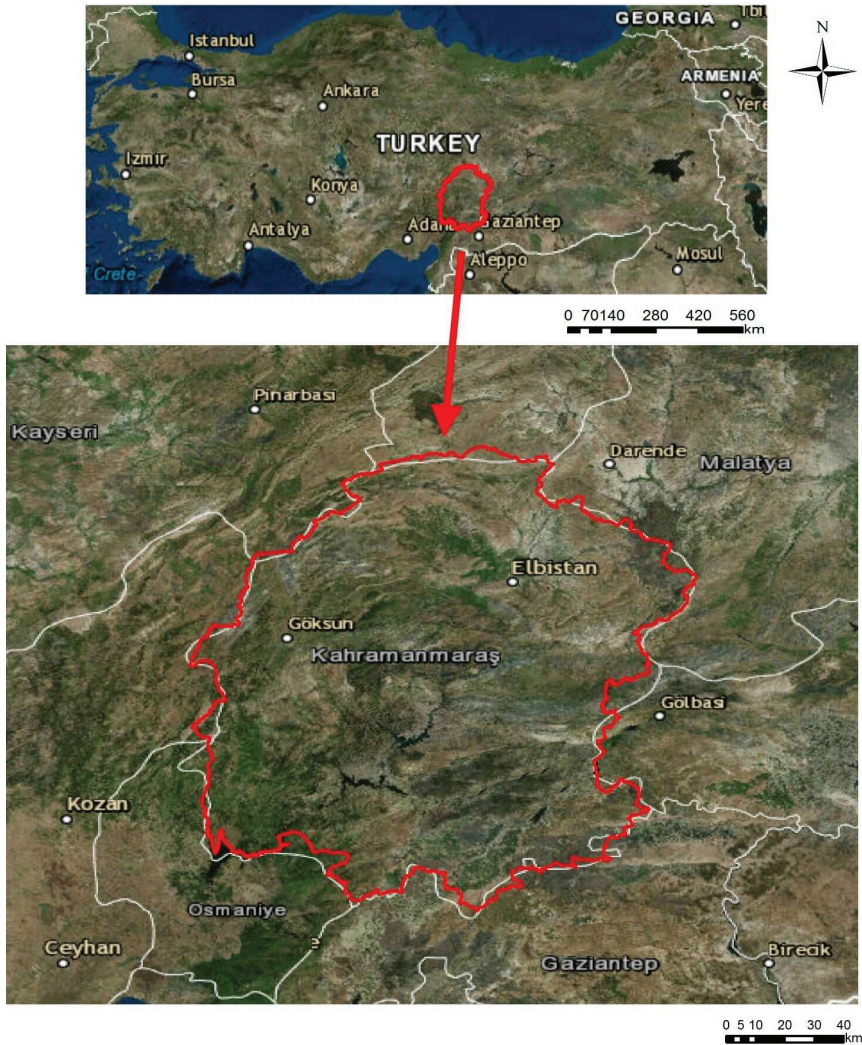 GEORGIA
Tbil
N
Istanbul
Bursa
Ankara
ARMENIA
Yere
TURKEY
Izmir
Konya
Antalya
Adana
Gaziantep
Aleppo
Mosul
Crete
0 70140 280 420 560
km
Pinarbasi
Kayseri
Darende
Malatya
Elbistan
Göksun
Kahramanmaraş
Gölbasi
Kozan
Osmaniye
e
Ceyhan
Gaziantep
Birecik
0 5 10 20 30 40
km